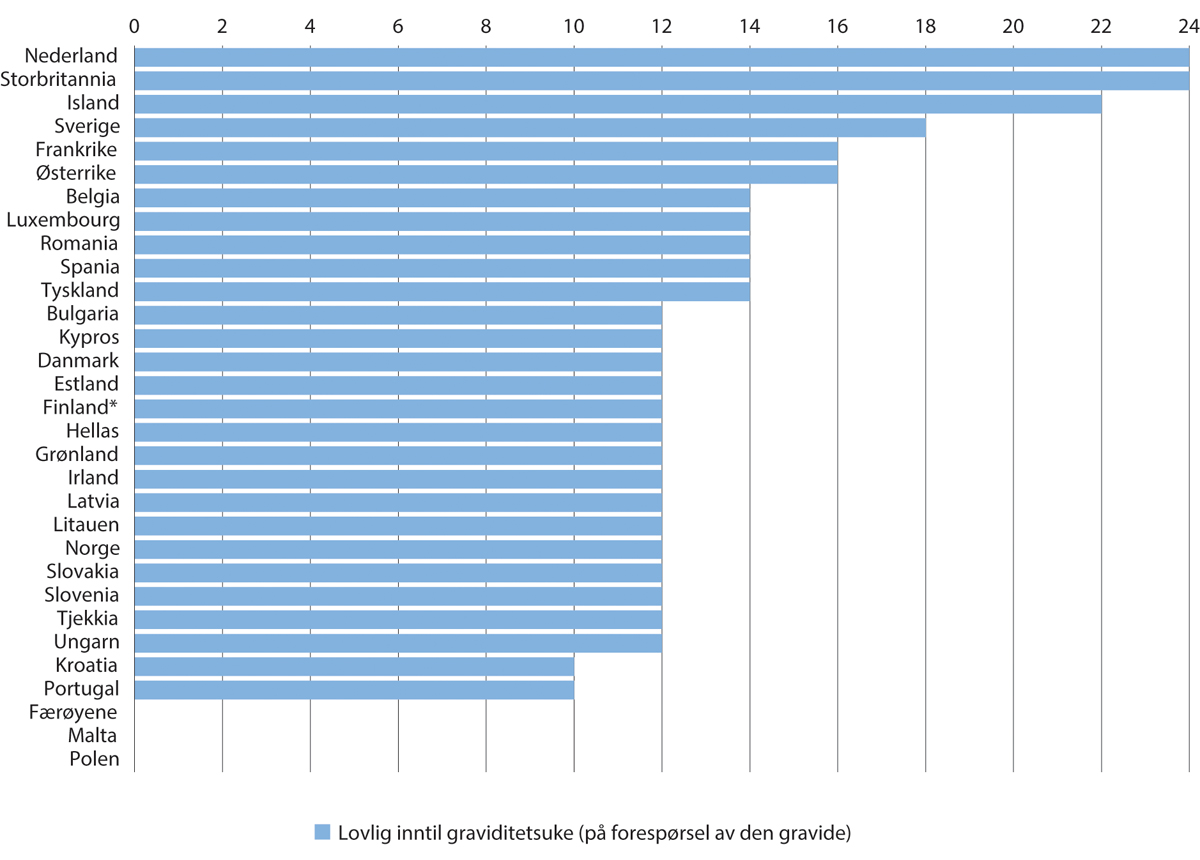 0 2 4 6 8 10 12 14 16 18 20 22 24
Nederland
Storbritannia
Island
Sverige
Frankrike
Østerrike
Belgia
Luxembourg
Romania
Spania
Tyskland
Bulgaria
Kypros
Danmark
Estland
Finland*
Hellas
Grønland
Irland
Latvia
Litauen
Norge
Slovakia
Slovenia
Tjekkia
Ungarn
Kroatia
Portugal
Færøyene
Malta
Polen
Lovlig inntil graviditetsuke (på forespørsel av den gravide)